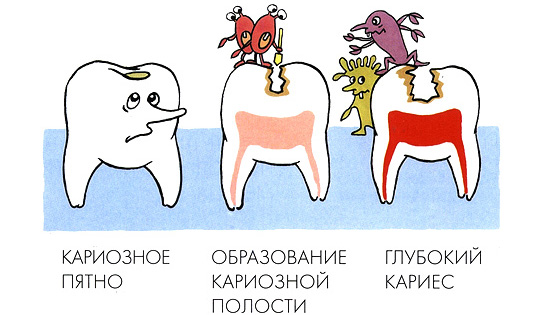 КАРИОЗНОЕ
ПЯТНО
ОБРАЗОВАНИЕ
КАРИОЗНОЙ
ПОЛОСТИ
ГЛУБОКИЙ
КАРИЕС